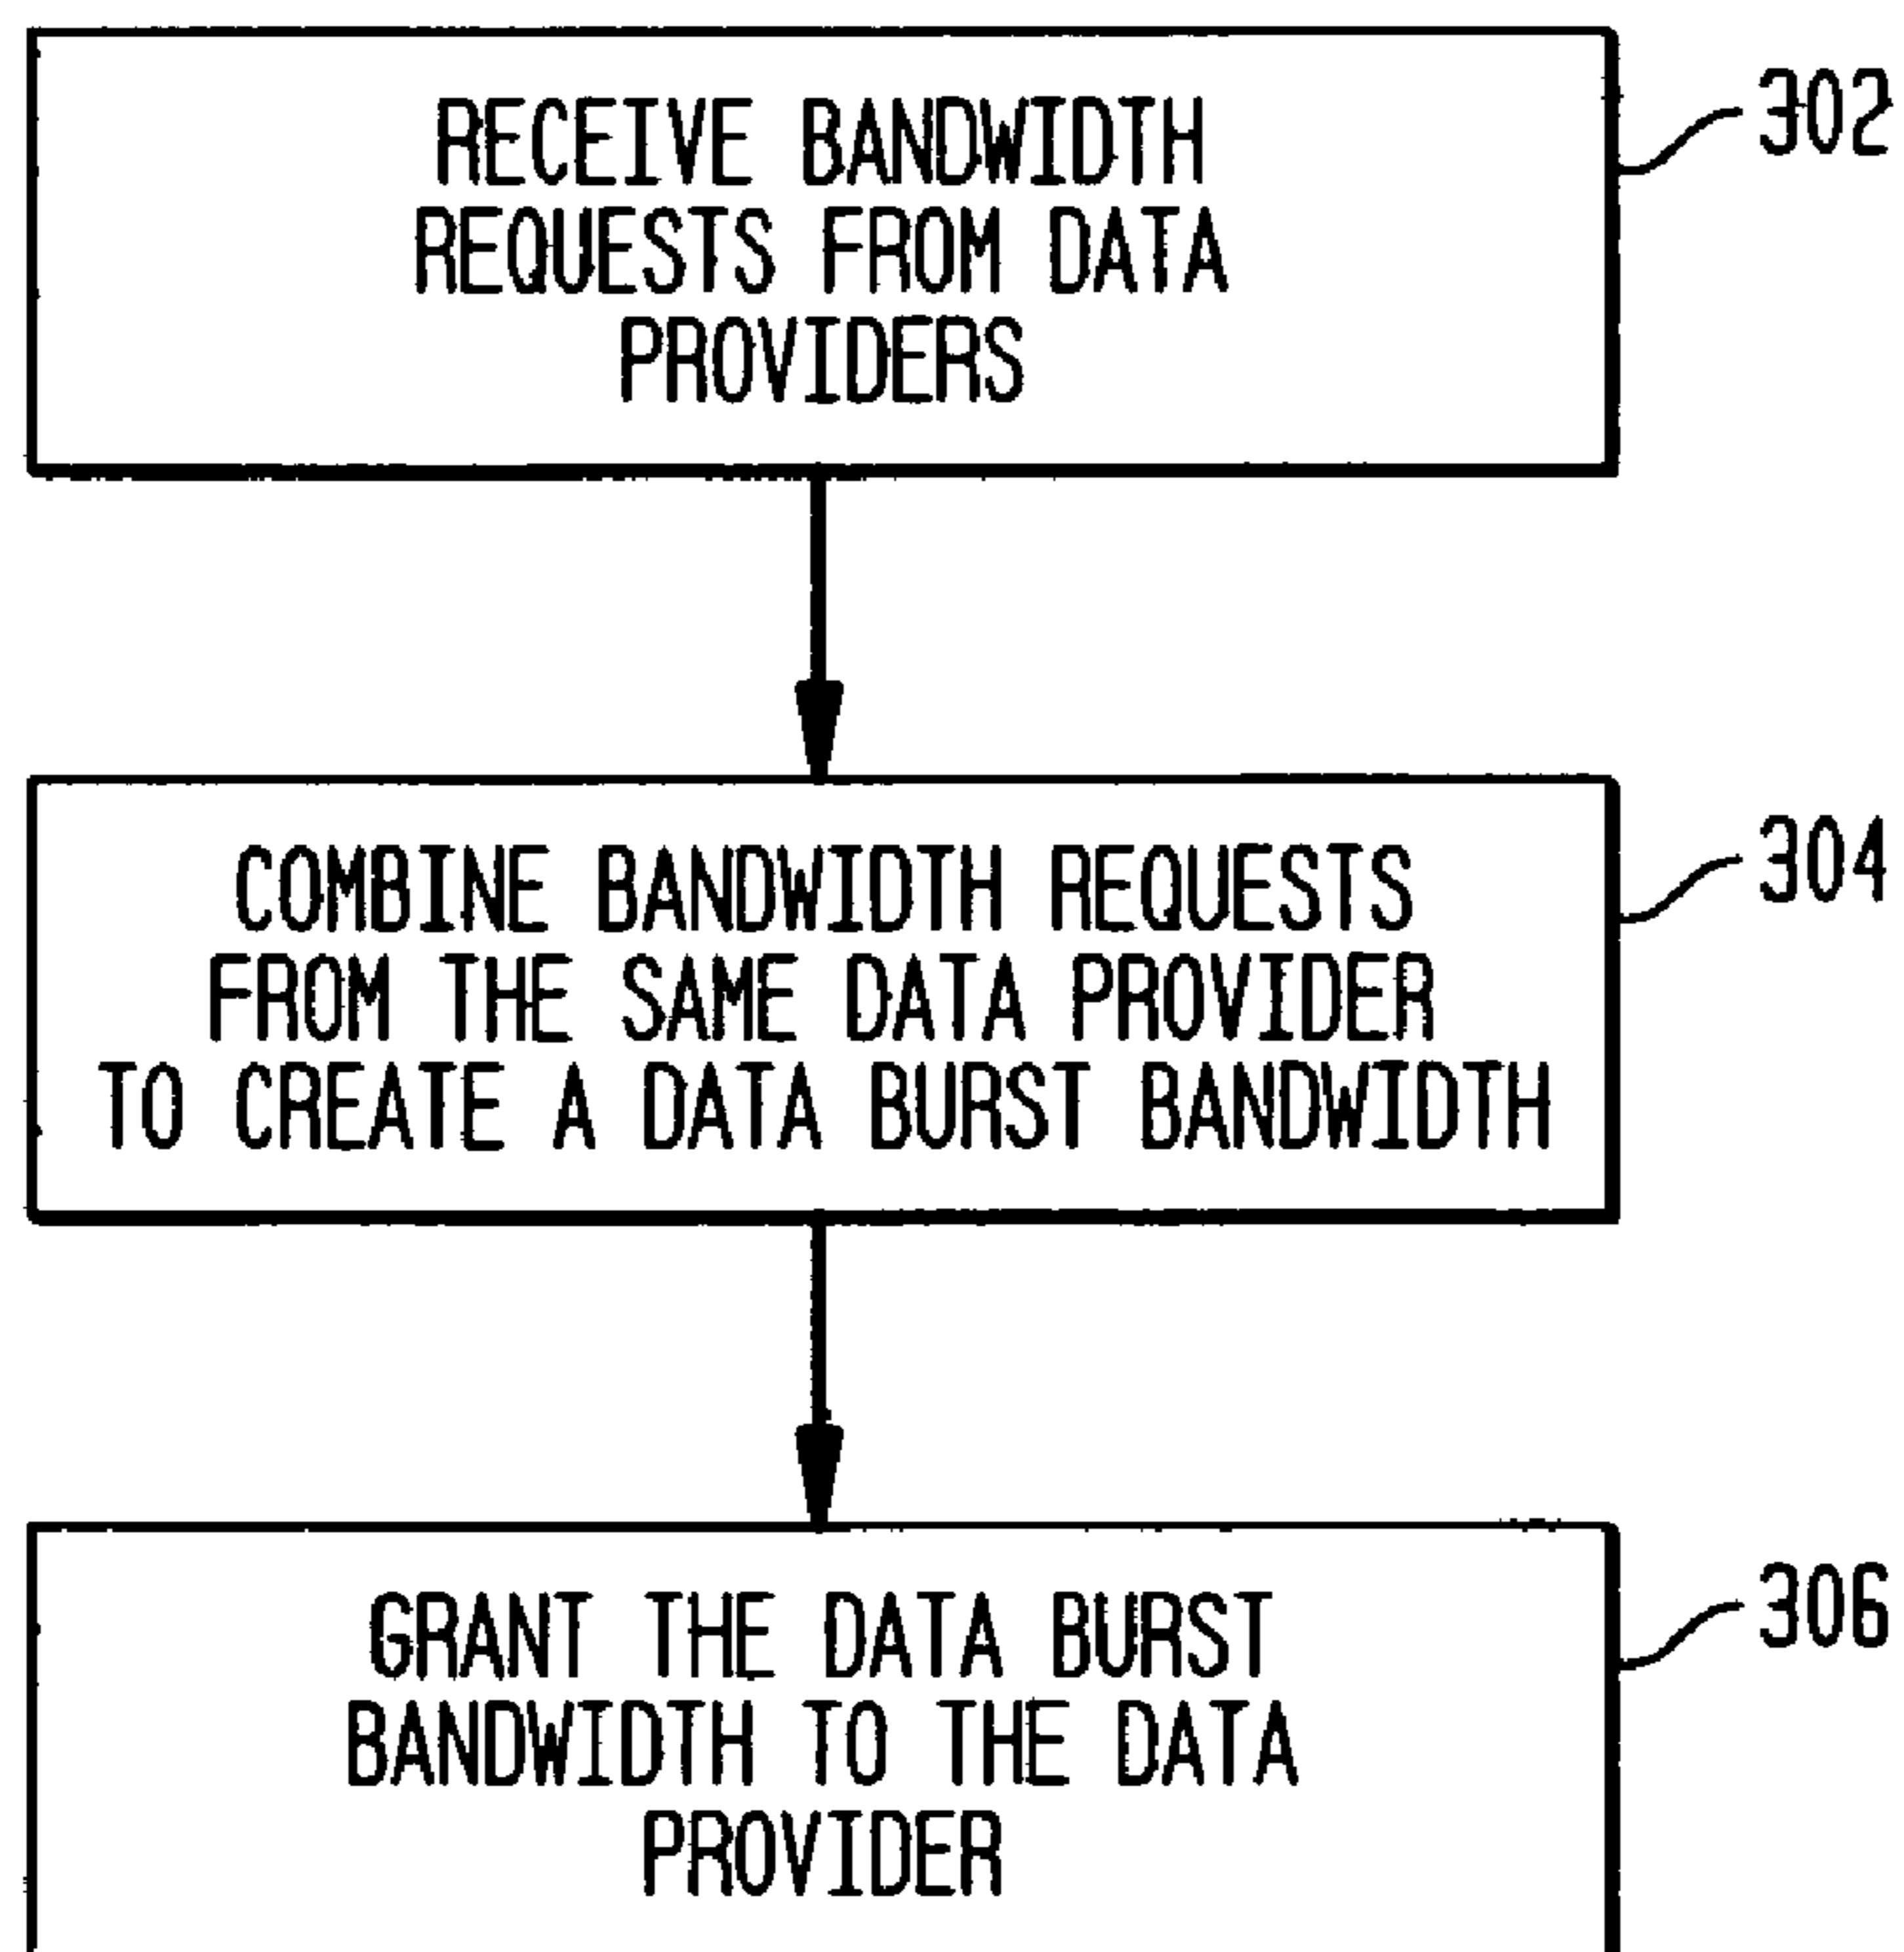 RECEIVE BANDWIDTH
REQUESTS FROM DATA
PROVIDERS
302
COMBINE BANDWIDTH REQUESTS
FROM THE SAME DATA PROVIDER
TO CREATE A DATA BURST BANDWIDTH
304
GRANT THE DATA BURST
BANDWIDTH TO THE DATA
PROVIDER
306